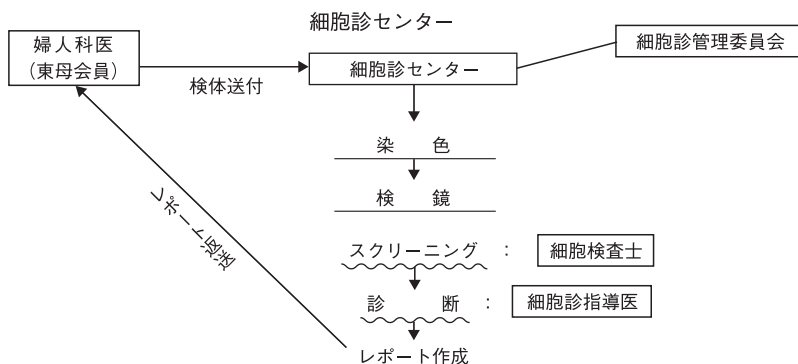 細胞診センター
婦人科医
（東母会員）
検体送付
細胞診センター
細胞診管理委員会
染　色
検　鏡
スクリーニング　：　細胞検査士
診　断　：　細胞診指導医
レポート作成
レポート返送